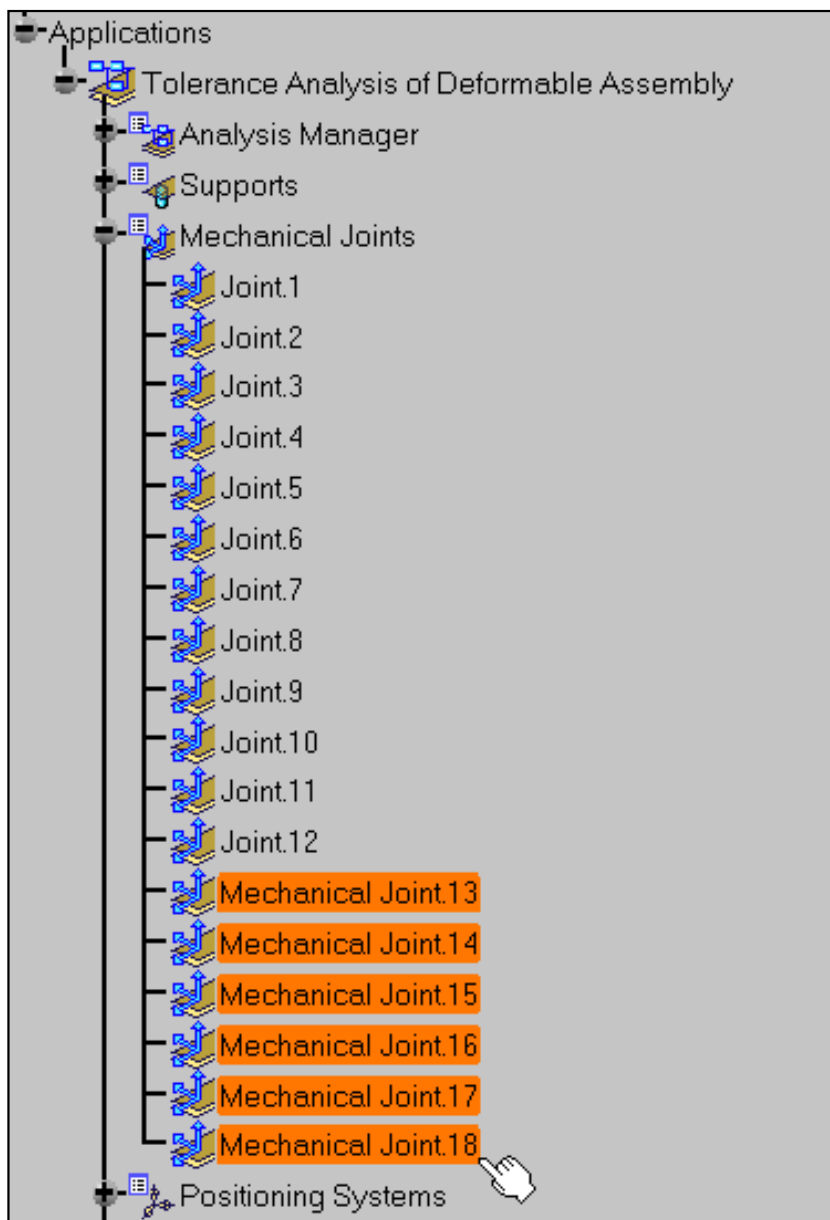 Applications
Tolerance Analysis of Deformable Assembly
Analysis Manager
Supports
Mechanical Joints
Joint.1
Joint.2
Joint.3
Joint.4
Joint.5
Joint.6
Joint.7
Joint.8
Joint.9
Joint.10
Joint.11
Joint.12
Mechanical Joint.13
Mechanical Joint.14
Mechanical Joint.15
Mechanical Joint.16
Mechanical Joint.17
Mechanical Joint.18
Positioning Systems